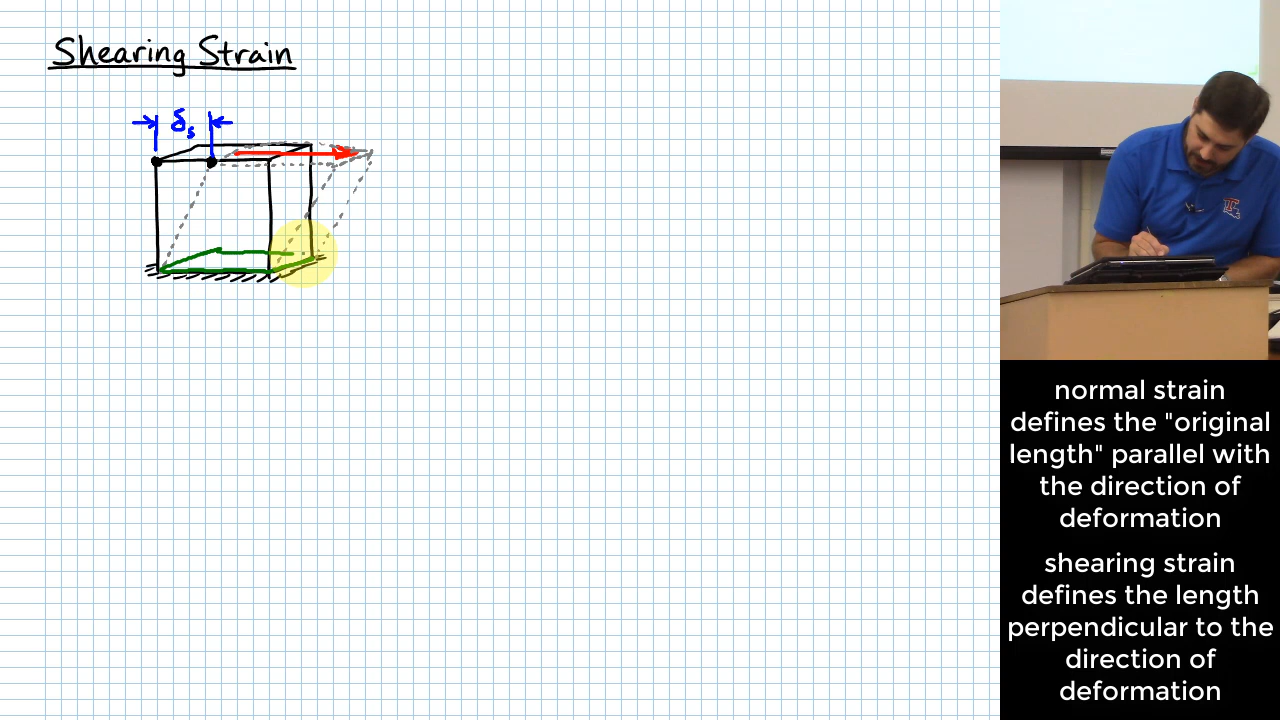 Shearing Strain
δs
normal strain
defines the "original
length" parallel with
the direction of
deformation
shearing strain
defines the length
perpendicular to the
direction of
deformation